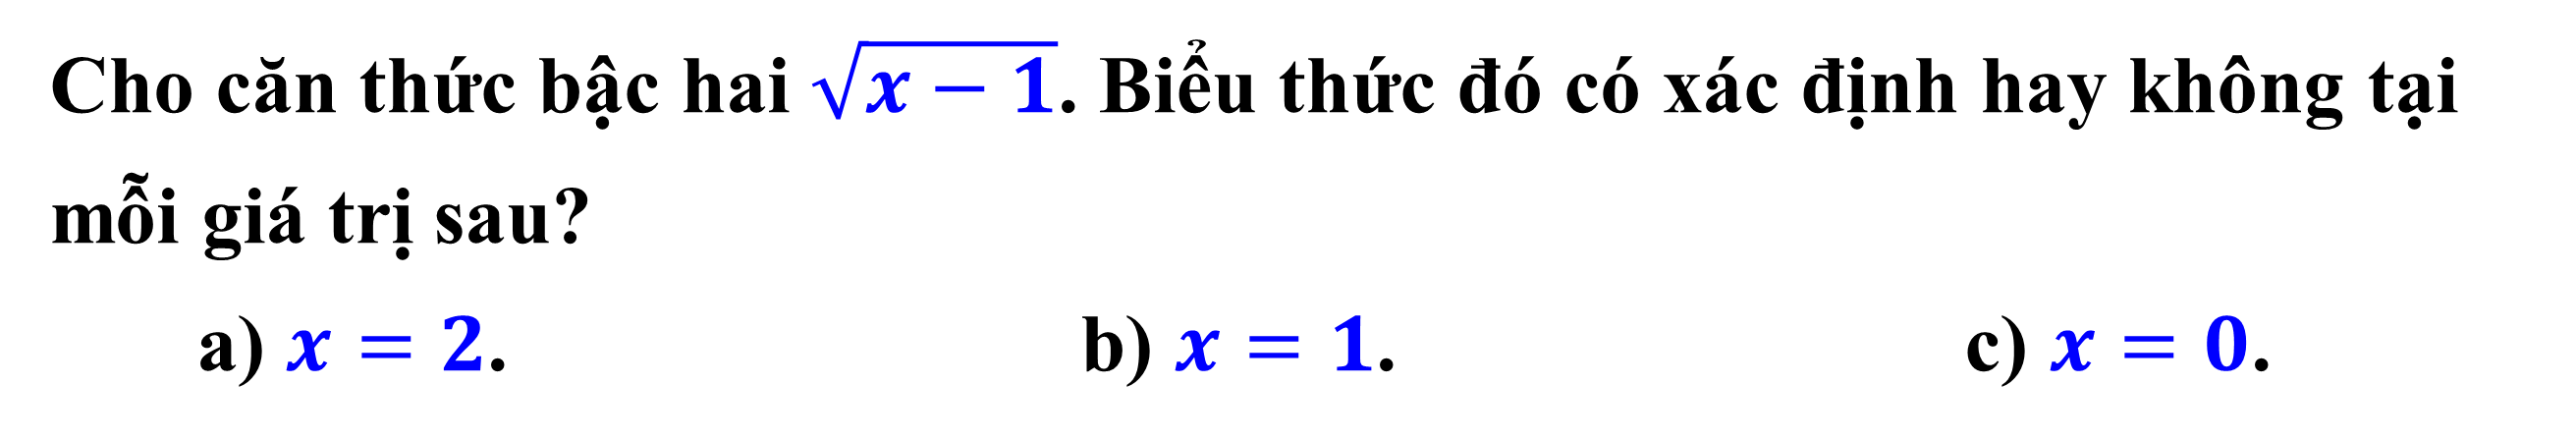 Cho căn thức bậc hai √(x − 1). Biểu thức đó có xác định hay không tại
mỗi giá trị sau?
a) x = 2. b) x = 1. c) x = 0.